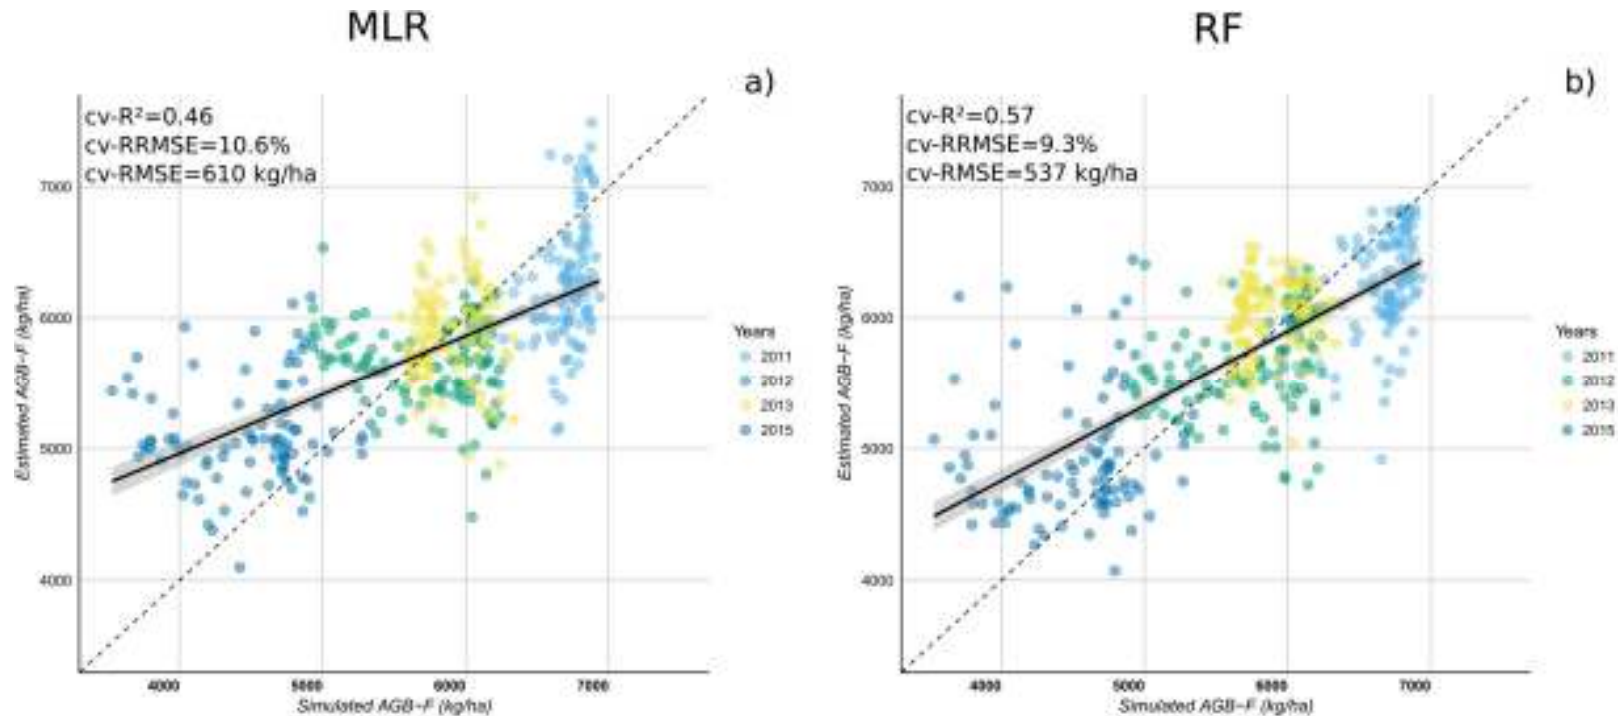 MLR
a)
cv-R²=0.46
cv-RRMSE=10.6%
cv-RMSE=610 kg/ha
7000
6000
5000
4000
Estimated AGB-F (kg/ha)
4000 5000 6000 7000
Simulated AGB-F (kg/ha)
Years
2011
2012
2013
2015
RF
b)
cv-R²=0.57
cv-RRMSE=9.3%
cv-RMSE=537 kg/ha
7000
6000
5000
4000
Estimated AGB-F (kg/ha)
4000 5000 6000 7000
Simulated AGB-F (kg/ha)
Years
2011
2012
2013
2015